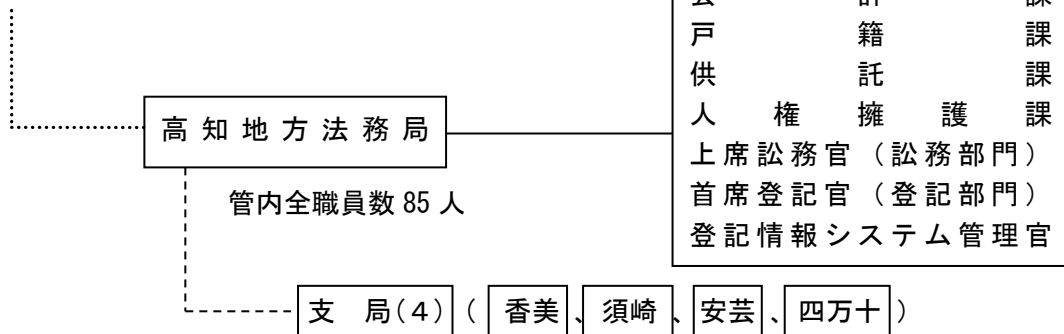 戸籍課
供託課
人権擁護課
上席訟務官（訟務部門）
首席登記官（登記部門）
登記情報システム管理官
高知地方法務局
管内全職員数 85 人
支　局(4)（香美、須崎、安芸、四万十）